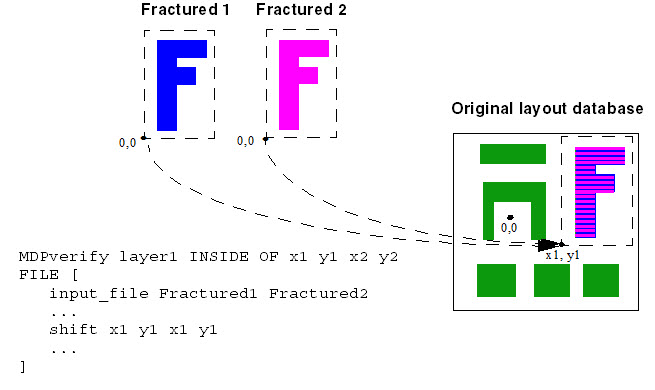 Fractured 1
Fractured 2
0,0
0,0
Original layout database
0,0
x1, y1
MDPverify layer1 INSIDE OF x1 y1 x2 y2
FILE [
input_file Fractured1 Fractured2
...
shift x1 y1 x1 y1
...
]